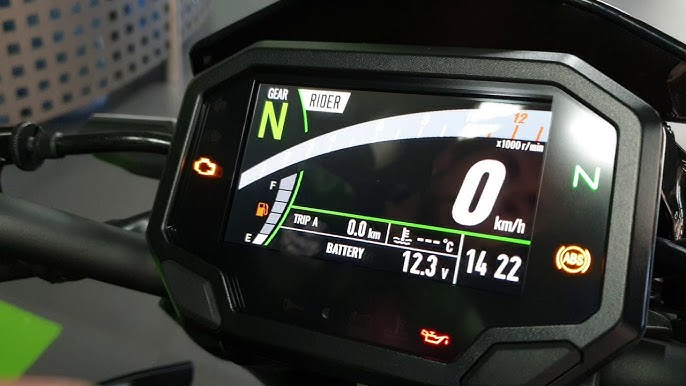 GEAR
N
RIDER
12
x1000 r/min
0
km/h
N
F
E
TRIP A 0.0 km
--- °C
BATTERY 12.3 V
14 22
ABS